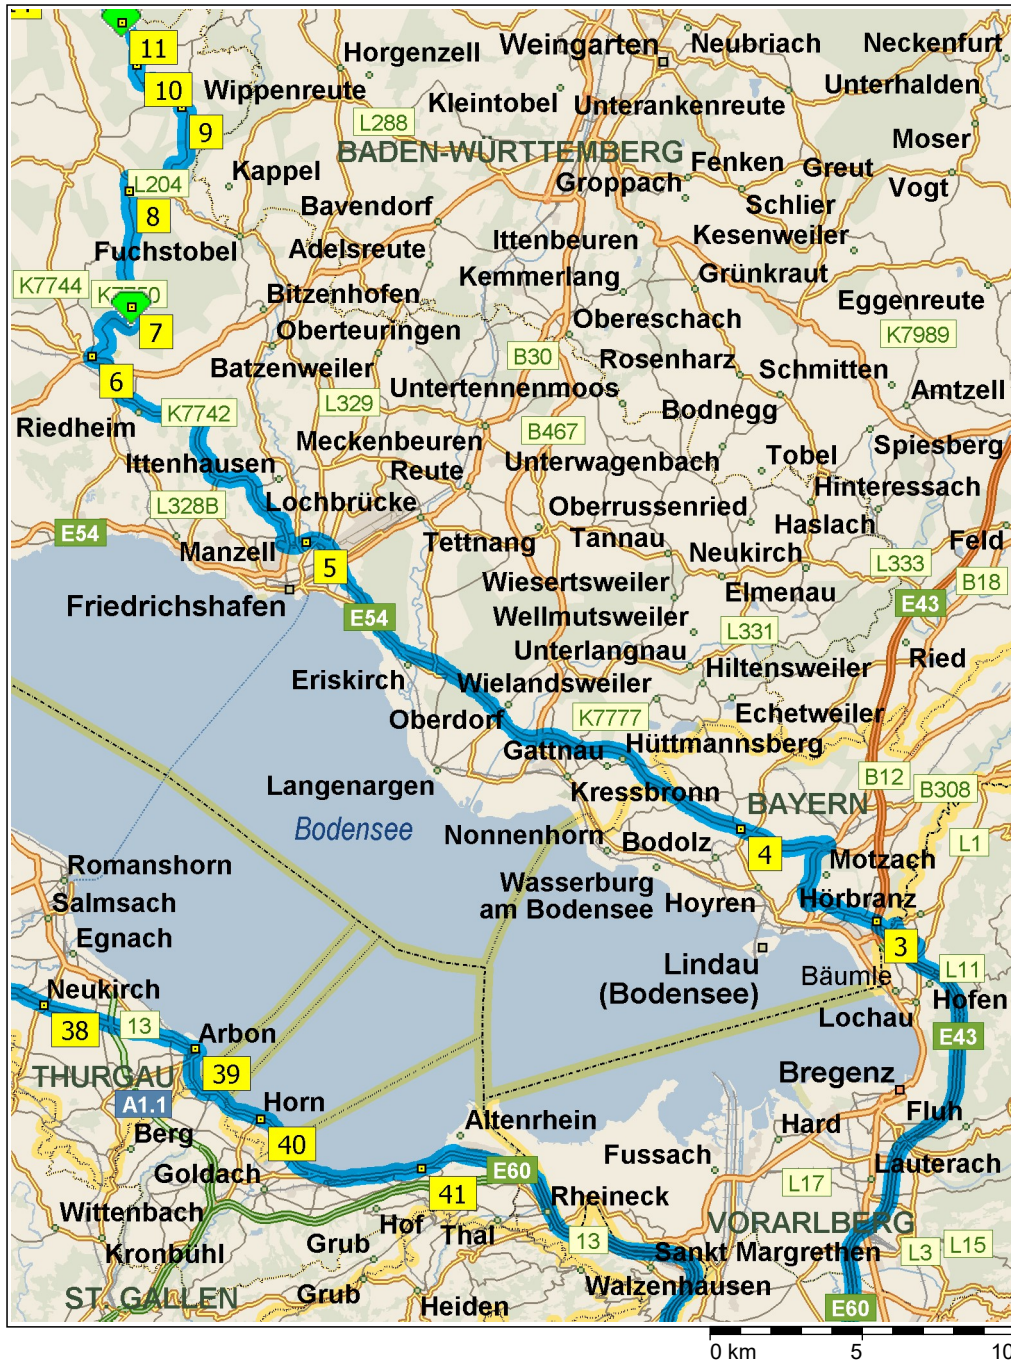 11
Horgenzell
Weingarten
Neubriach
Neckenfurt
10
Wippenreute
Kleintobel
Unterankenreute
Unterhalden
9
L288
Moser
BADEN-WÜRTTEMBERG
Fenken
Greut
L204
Kappel
Groppach
Vogt
8
Bavendorf
Schlier
Fuchstobel
Adelsreute
Ittenbeuren
Kesenweiler
K7744
K7750
Bitzenhofen
Kemmerlang
Grünkraut
Eggenreute
7
Oberteuringen
Obereschach
K7989
6
Batzenweiler
B30
Rosenharz
Schmitten
Untertennenmoos
Amtzell
Riedheim
K7742
L329
Bodnegg
Meckenbeuren
B467
Spiesberg
Ittenhausen
Reute
Unterwagenbach
Tobel
L328B
Lochbrücke
Oberrussenried
Hinteressach
E54
Manzell
Tettnang
Tannau
Haslach
Feld
5
Neukirch
L333
B18
Friedrichshafen
Wiesertsweiler
Elmenau
E43
E54
Wellmutsweiler
L331
Unterlangnau
Ried
Eriskirch
Wielandsweiler
Hiltensweiler
Oberdorf
K7777
Echetweiler
Gattnau
Hüttmannsberg
Langenargen
B12
B308
Bodensee
Kressbronn
BAYERN
Nonnenhorn
Bodolz
4
Motzach
L1
Romanshorn
Wasserburg
am Bodensee
Hoyren
Hörbranz
Salmsach
Egnach
3
Lindau
(Bodensee)
Bäumle
L11
Neukirch
Hofen
38
13
Arbon
Lochau
E43
THURGAU
39
Bregenz
A1.1
Horn
Altenrhein
Hard
Fluh
Berg
40
Fussach
Goldach
E60
Lauterach
41
Rheineck
L17
Wittenbach
Hof
Thal
VORARLBERG
Kronbühl
Grub
13
Sankt Margrethen
L3
L15
ST. GALLEN
Grub
Walzenhausen
Heiden
E60
0 km
5
10